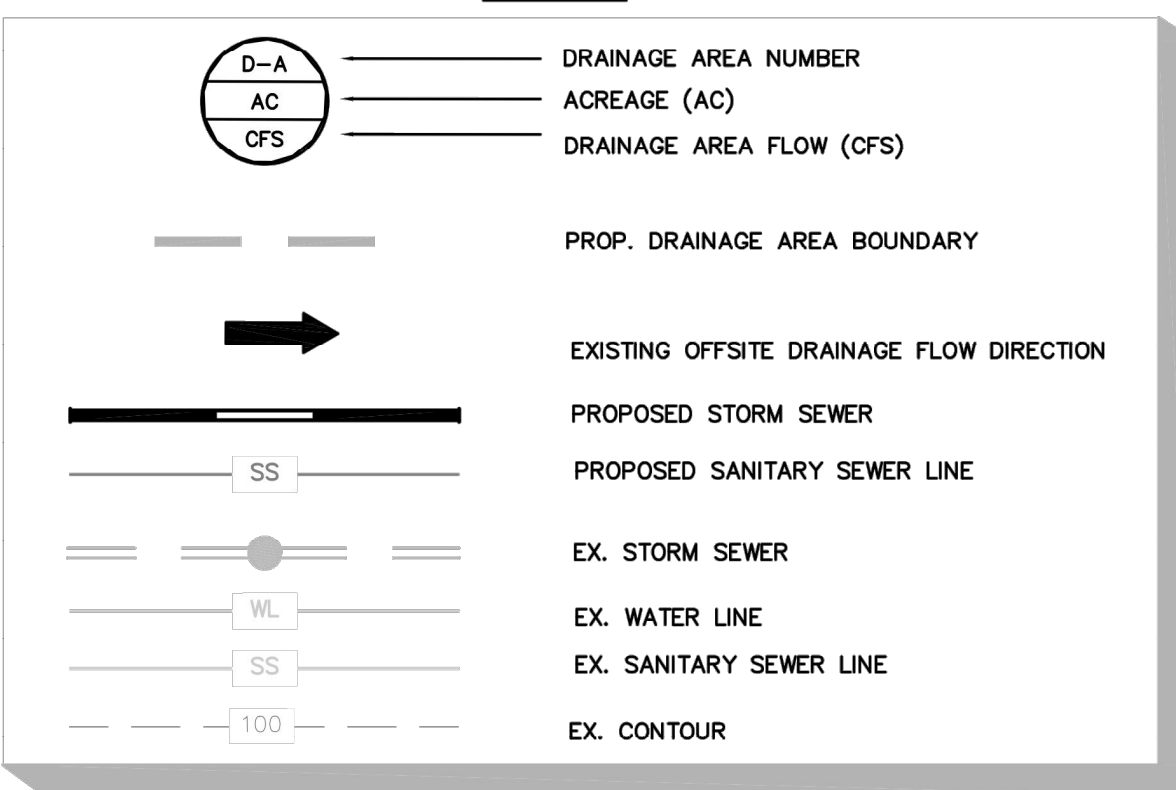 D-A
DRAINAGE AREA NUMBER
AC
ACREAGE (AC)
CFS
DRAINAGE AREA FLOW (CFS)
PROP. DRAINAGE AREA BOUNDARY
EXISTING OFFSITE DRAINAGE FLOW DIRECTION
PROPOSED STORM SEWER
SS
PROPOSED SANITARY SEWER LINE
EX. STORM SEWER
WL
EX. WATER LINE
SS
EX. SANITARY SEWER LINE
100
EX. CONTOUR